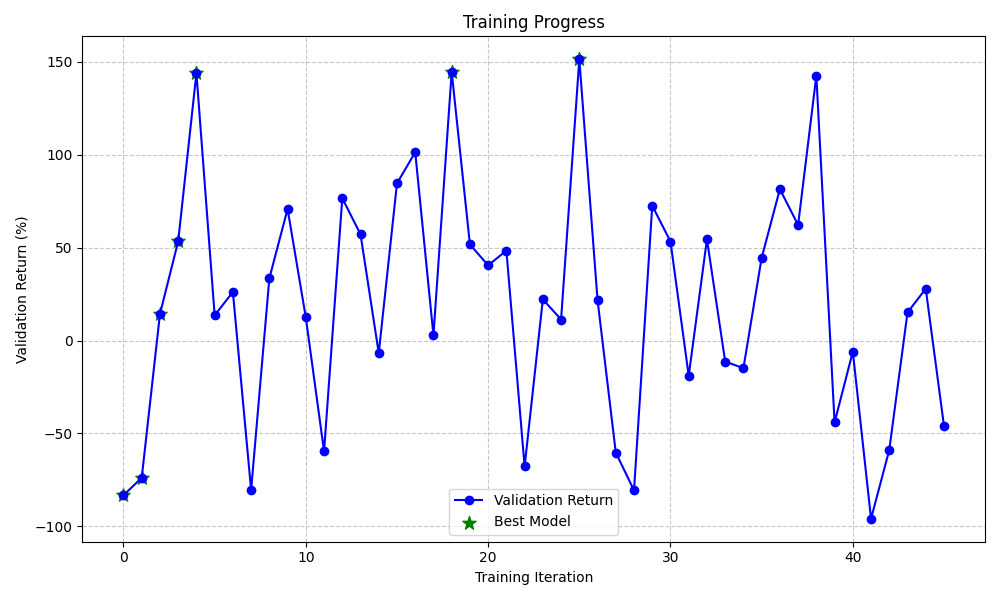 Training Progress
Validation Return (%)
150
100
50
0
−50
−100
Validation Return
Best Model
0 10 20 30 40
Training Iteration